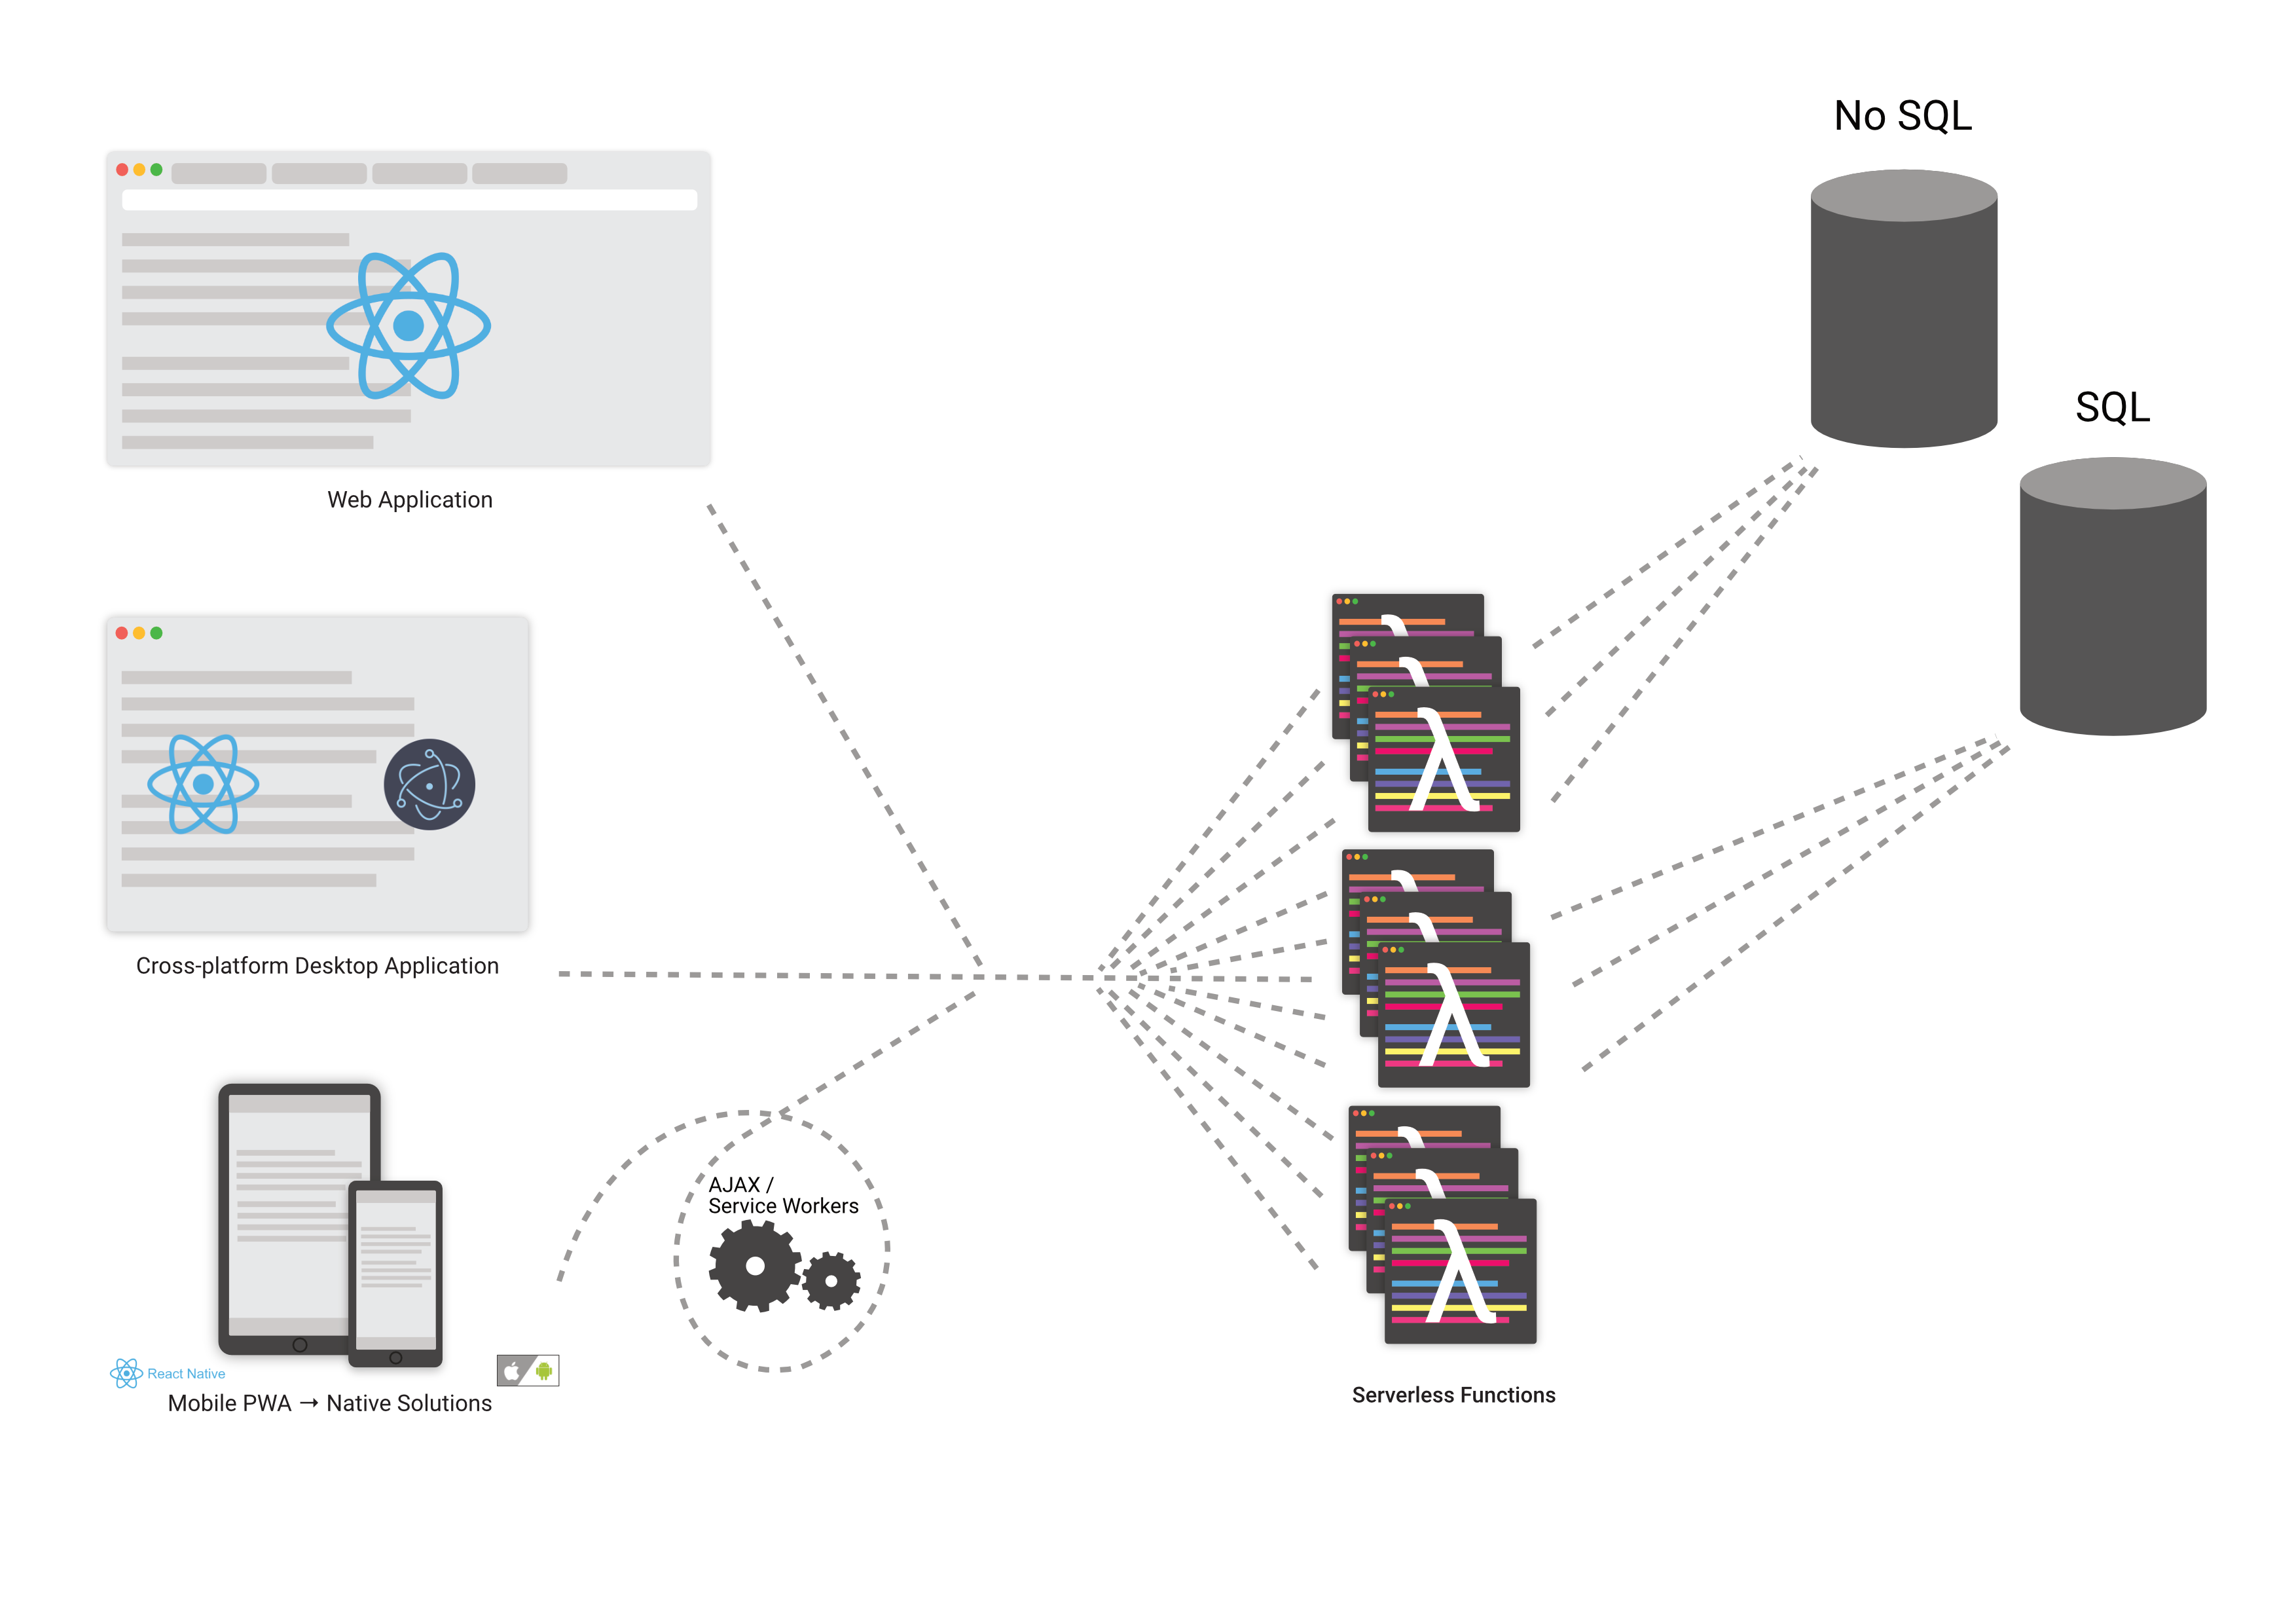 No SQL
SQL
Web Application
Cross-platform Desktop Application
AJAX /
Service Workers
React Native
Mobile PWA → Native Solutions
Serverless Functions
λ
λ
λ
λ
λ
λ
λ
λ
λ